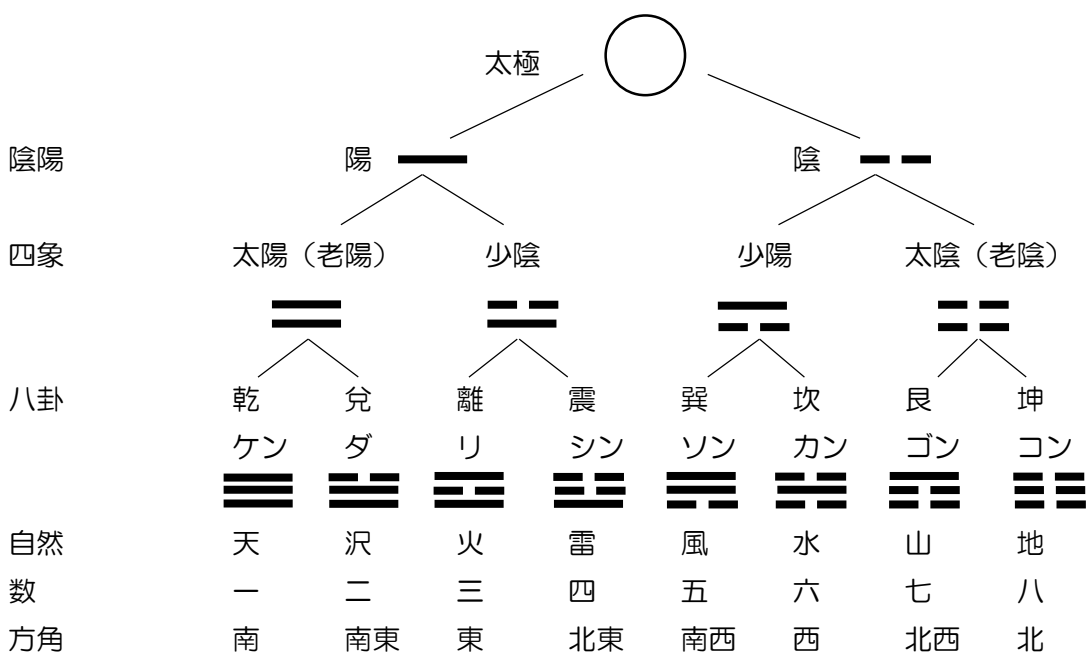 太極
陰陽 陽 陰
四象 太陽（老陽） 少陰 少陽 太陰（老陰）
八卦 乾 兌 離 震 巽 坎 艮 坤
ケン ダ リ シン ソン カン ゴン コン
自然 天 沢 火 雷 風 水 山 地
数 一 二 三 四 五 六 七 八
方角 南 南東 東 北東 南西 西 北西 北